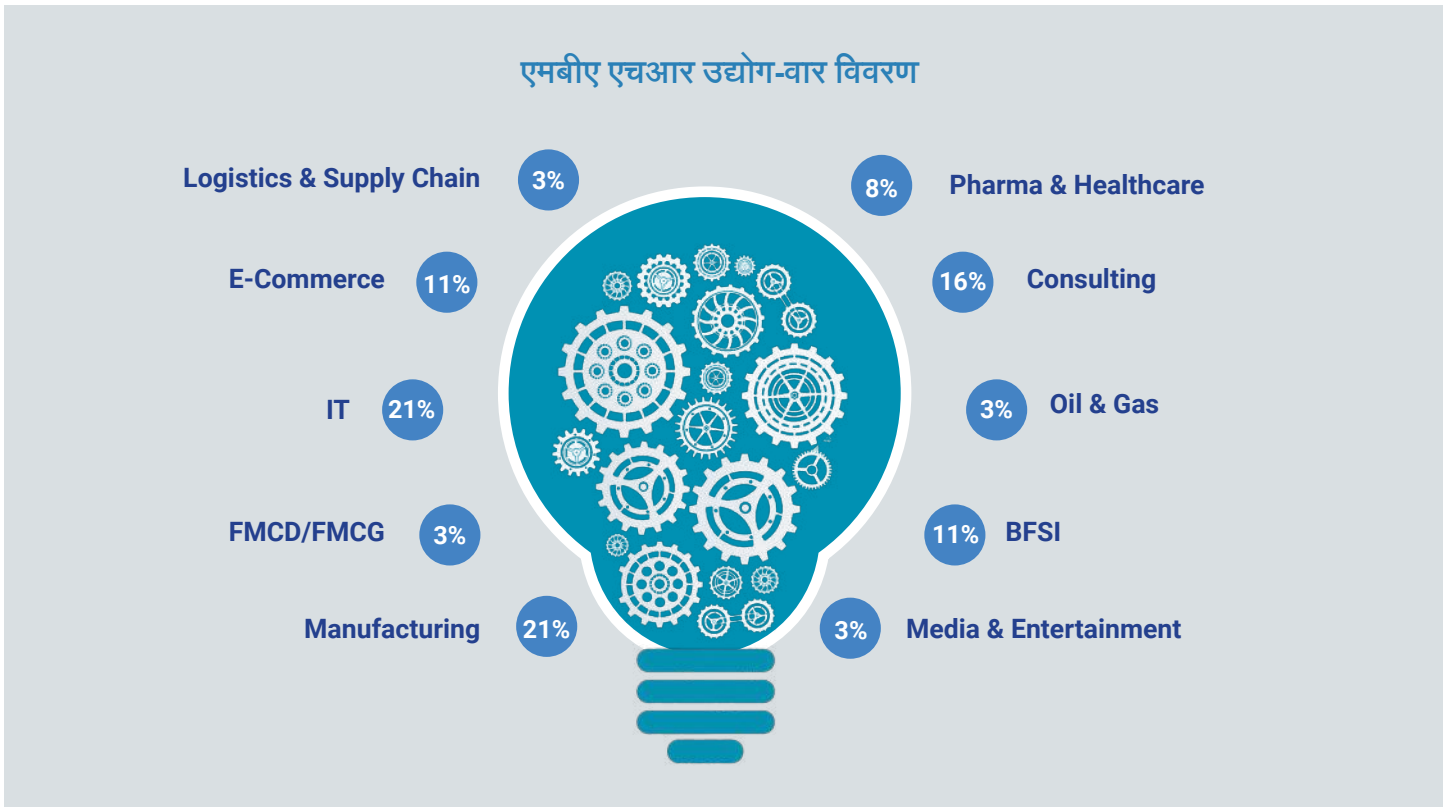 एमबीए एचआर उद्योग-वार विवरण
Logistics & Supply Chain 3%
8% Pharma & Healthcare
E-Commerce 11%
16% Consulting
IT 21%
3% Oil & Gas
FMCD/FMCG 3%
11% BFSI
Manufacturing 21%
3% Media & Entertainment